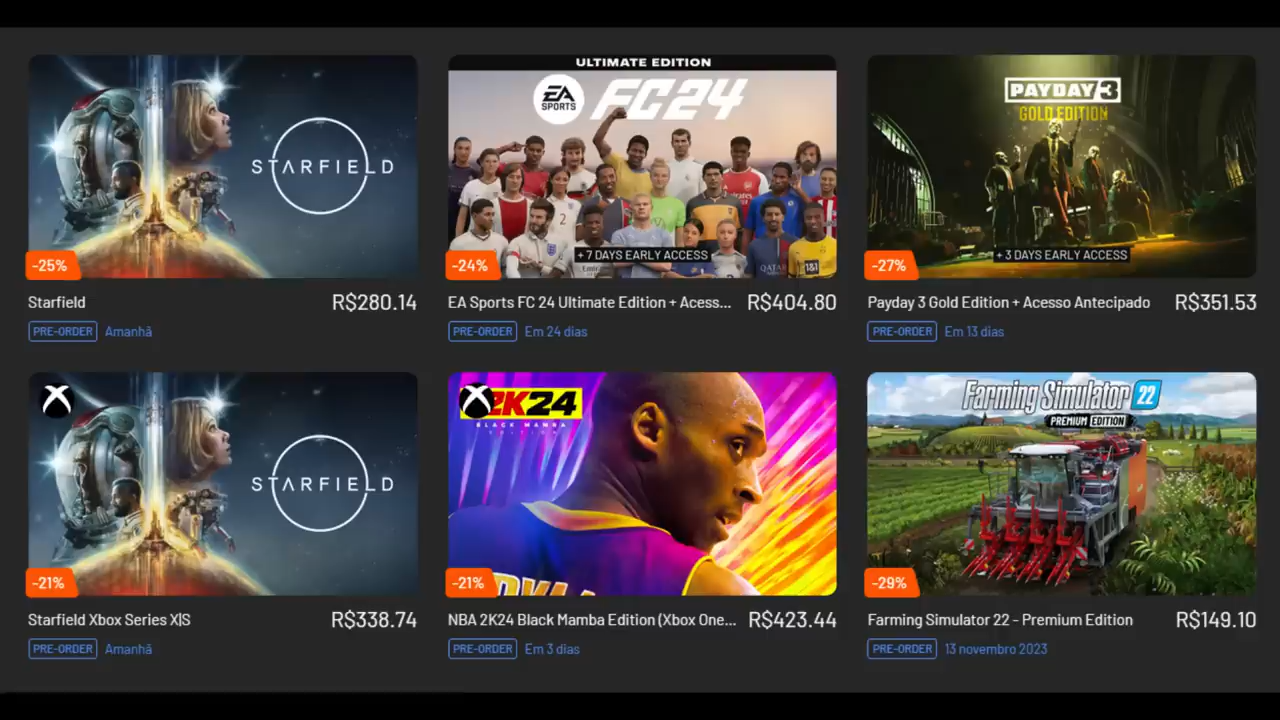 STARFIELD
-25%
Starfield
R$280.14
PRE-ORDER Amanhã
ULTIMATE EDITION
EA
SPORTS
FC24
+ 7 DAYS EARLY ACCESS
-24%
EA Sports FC 24 Ultimate Edition + Acess...
R$404.80
PRE-ORDER Em 24 dias
PAYDAY 3
GOLD EDITION
+ 3 DAYS EARLY ACCESS
-27%
Payday 3 Gold Edition + Acesso Antecipado
R$351.53
PRE-ORDER Em 13 dias
STARFIELD
-21%
Starfield Xbox Series X|S
R$338.74
PRE-ORDER Amanhã
2K24
BLACK MAMBA
EDITION
-21%
NBA 2K24 Black Mamba Edition (Xbox One...
R$423.44
PRE-ORDER Em 3 dias
Farming Simulator 22
PREMIUM EDITION
-29%
Farming Simulator 22 - Premium Edition
R$149.10
PRE-ORDER 13 novembro 2023